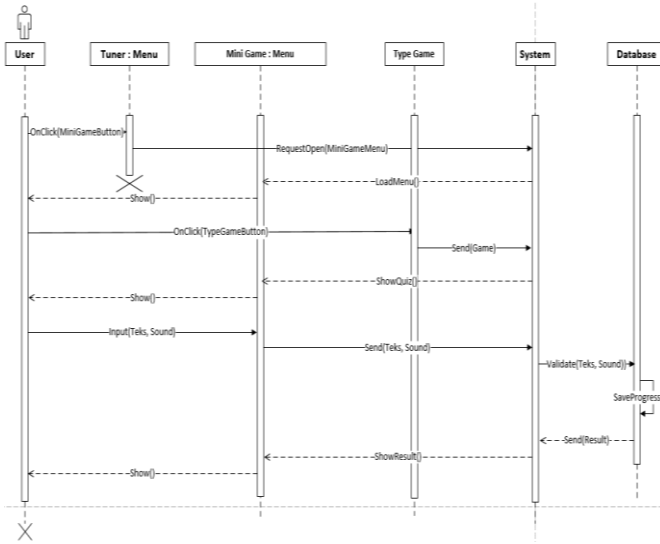 User
Tuner : Menu
Mini Game : Menu
Type Game
System
Database
OnClick(MiniGameButton)
RequestOpen(MiniGameMenu)
LoadMenu()
Show()
OnClick(TypeGameButton)
Send(Game)
ShowQuiz()
Show()
Input(Teks, Sound)
Send(Teks, Sound)
Validate(Teks, Sound))
SaveProgress
Send(Result)
ShowResult()
Show()